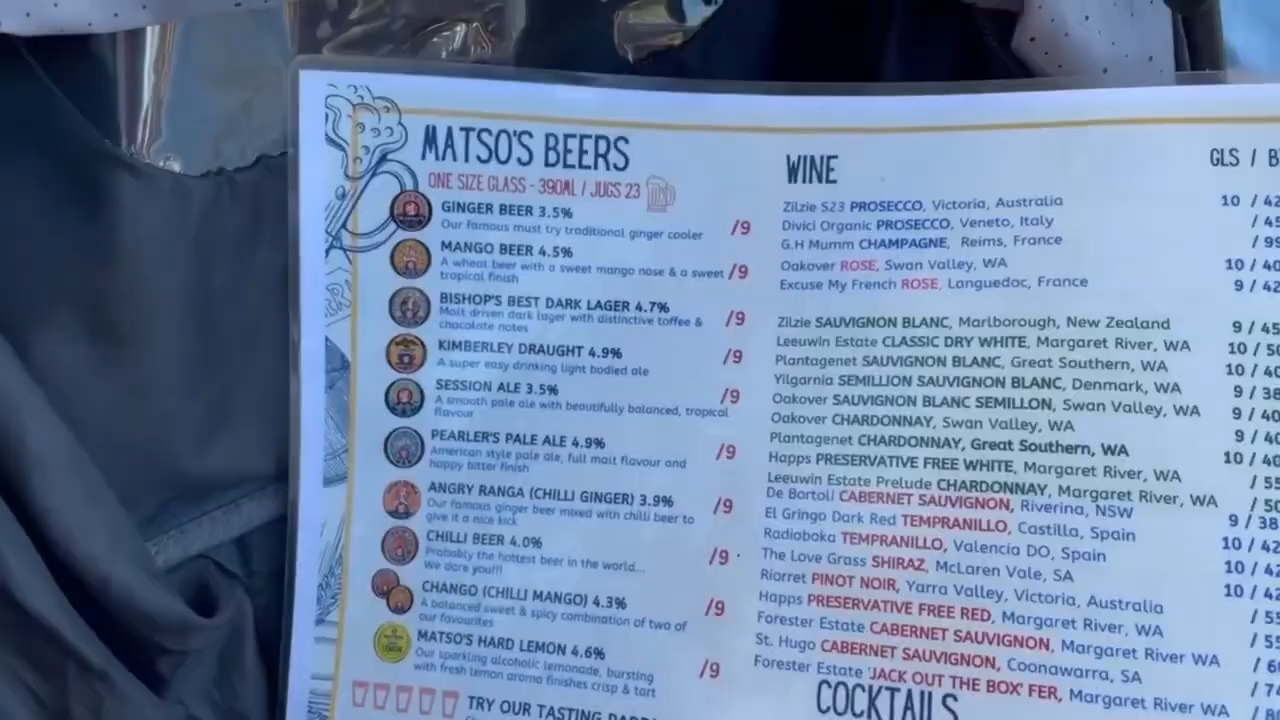 MATSO'S BEERS
ONE SIZE GLASS - 390ML / JUGS 23
GINGER BEER 3.5%
Our famous must try traditional ginger cooler /9
MANGO BEER 4.5%
A wheat beer with a sweet mango nose & a sweet /9
tropical finish
BISHOP'S BEST DARK LAGER 4.7%
Malt driven dark lager with distinctive toffee & /9
chocolate notes
KIMBERLEY DRAUGHT 4.9%
A super easy drinking light bodied ale /9
SESSION ALE 3.5%
A smooth pale ale with beautifully balanced, tropical /9
flavour
PEARLER'S PALE ALE 4.9%
American style pale ale, full malt flavour and /9
hoppy bitter finish
ANGRY RANGA (CHILLI GINGER) 3.9%
Our famous ginger beer mixed with chilli beer to /9
give it a nice kick
CHILLI BEER 4.0%
Probably the hottest beer in the world... /9
We dare you!!!
CHANGO (CHILLI MANGO) 4.3%
A balanced sweet & spicy combination of two of /9
our favourites
MATSO'S HARD LEMON 4.6%
Our sparkling alcoholic lemonade, bursting /9
with fresh lemon aroma finishes crisp & tart
TRY OUR TASTING
WINE
GLS /
Zilzie S23 PROSECCO, Victoria, Australia 10 / 42
Divici Organic PROSECCO, Veneto, Italy / 45
G.H Mumm CHAMPAGNE, Reims, France / 99
Oakover ROSE, Swan Valley, WA 10 / 40
Excuse My French ROSE, Languedoc, France 9 / 42
Zilzie SAUVIGNON BLANC, Marlborough, New Zealand 9 / 45
Leeuwin Estate CLASSIC DRY WHITE, Margaret River, WA 10 / 50
Plantagenet SAUVIGNON BLANC, Great Southern, WA 10 / 40
Yilgarnia SEMILLION SAUVIGNON BLANC, Denmark, WA 9 / 38
Oakover SAUVIGNON BLANC SEMILLON, Swan Valley, WA 9 / 40
Oakover CHARDONNAY, Swan Valley, WA 9 / 40
Plantagenet CHARDONNAY, Great Southern, WA 10 / 40
Happs PRESERVATIVE FREE WHITE, Margaret River, WA / 55
Leeuwin Estate Prelude CHARDONNAY, Margaret River, WA / 50
De Bortoli CABERNET SAUVIGNON, Riverina, NSW 9 / 38
El Gringo Dark Red TEMPRANILLO, Castilla, Spain 10 / 42
Radioboka TEMPRANILLO, Valencia DO, Spain 10 / 42
The Love Grass SHIRAZ, McLaren Vale, SA 10 / 42
Riorret PINOT NOIR, Yarra Valley, Victoria, Australia / 55
Happs PRESERVATIVE FREE RED, Margaret River, WA / 55
Forester Estate CABERNET SAUVIGNON, Margaret River WA
St. Hugo CABERNET SAUVIGNON, Coonawarra, SA
Forester Estate 'JACK OUT THE BOX' FER, Margaret River WA
COCKTAILS